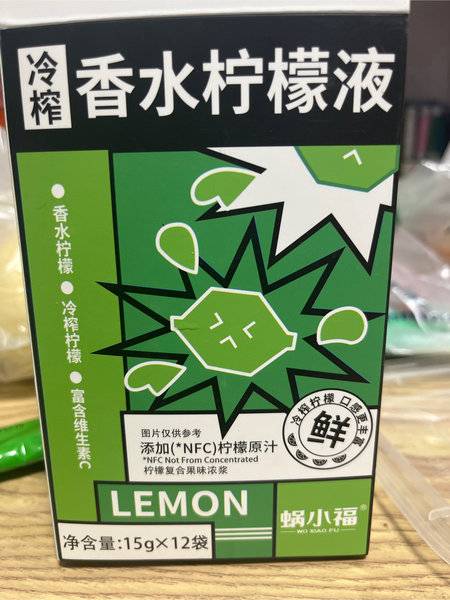 冷榨
香水柠檬液
香水柠檬
冷榨柠檬
富含维生素C
冷榨柠檬 口感更丰富
鲜
图片仅供参考
添加(*NFC)柠檬原汁
*NFC Not From Concentrated
柠檬复合果味浓浆
LEMON
蜗小福®
WO XIAO FU
净含量:15g×12袋